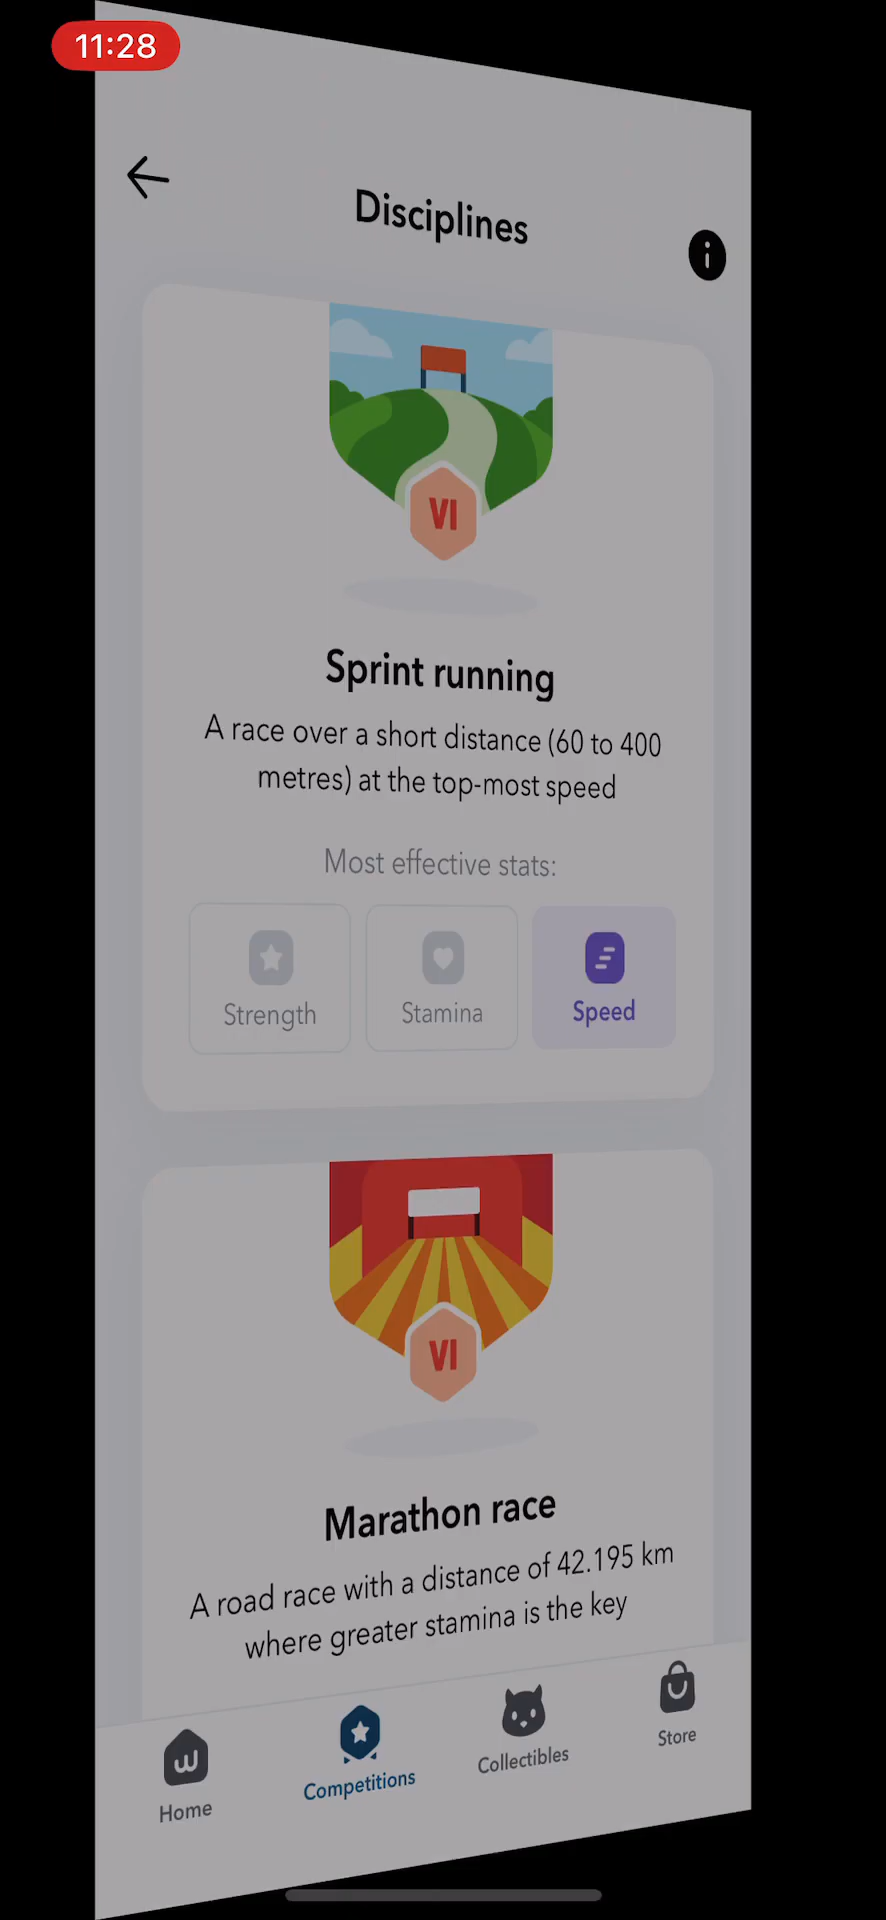 11:28
Disciplines
VI
Sprint running
A race over a short distance (60 to 400
metres) at the top-most speed
Most effective stats:
Strength
Stamina
Speed
VI
Marathon race
A road race with a distance of 42.195 km
where greater stamina is the key
Home
Competitions
Collectibles
Store